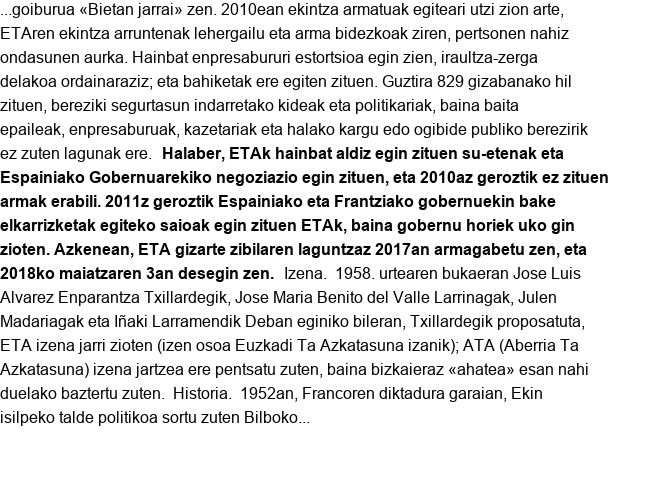 ...goiburua «Bietan jarrai» zen. 2010ean ekintza armatuak egiteari utzi zion arte,
ETAren ekintza arruntenak lehergailu eta arma bidezkoak ziren, pertsonen nahiz
ondasunen aurka. Hainbat enpresabururi estortsioa egin zien, iraultza-zerga
delakoa ordainaraziz; eta bahiketak ere egiten zituen. Guztira 829 gizabanako hil
zituen, bereziki segurtasun indarretako kideak eta politikariak, baina baita
epaileak, enpresaburuak, kazetariak eta halako kargu edo ogibide publiko berezirik
ez zuten lagunak ere. Halaber, ETAk hainbat aldiz egin zituen su-etenak eta
Espainiako Gobernuarekiko negoziazio egin zituen, eta 2010az geroztik ez zituen
armak erabili. 2011z geroztik Espainiako eta Frantziako gobernuekin bake
elkarrizketak egiteko saioak egin zituen ETAk, baina gobernu horiek uko gin
zioten. Azkenean, ETA gizarte zibilaren laguntzaz 2017an armagabetu zen, eta
2018ko maiatzaren 3an desegin zen. Izena. 1958. urtearen bukaeran Jose Luis
Alvarez Enparantza Txillardegik, Jose Maria Benito del Valle Larrinagak, Julen
Madariagak eta Iñaki Larramendik Deban eginiko bileran, Txillardegik proposatuta,
ETA izena jarri zioten (izen osoa Euzkadi Ta Azkatasuna izanik); ATA (Aberria Ta
Azkatasuna) izena jartzea ere pentsatu zuten, baina bizkaieraz «ahatea» esan nahi
duelako baztertu zuten. Historia. 1952an, Francoren diktadura garaian, Ekin
isilpeko talde politikoa sortu zuten Bilboko...